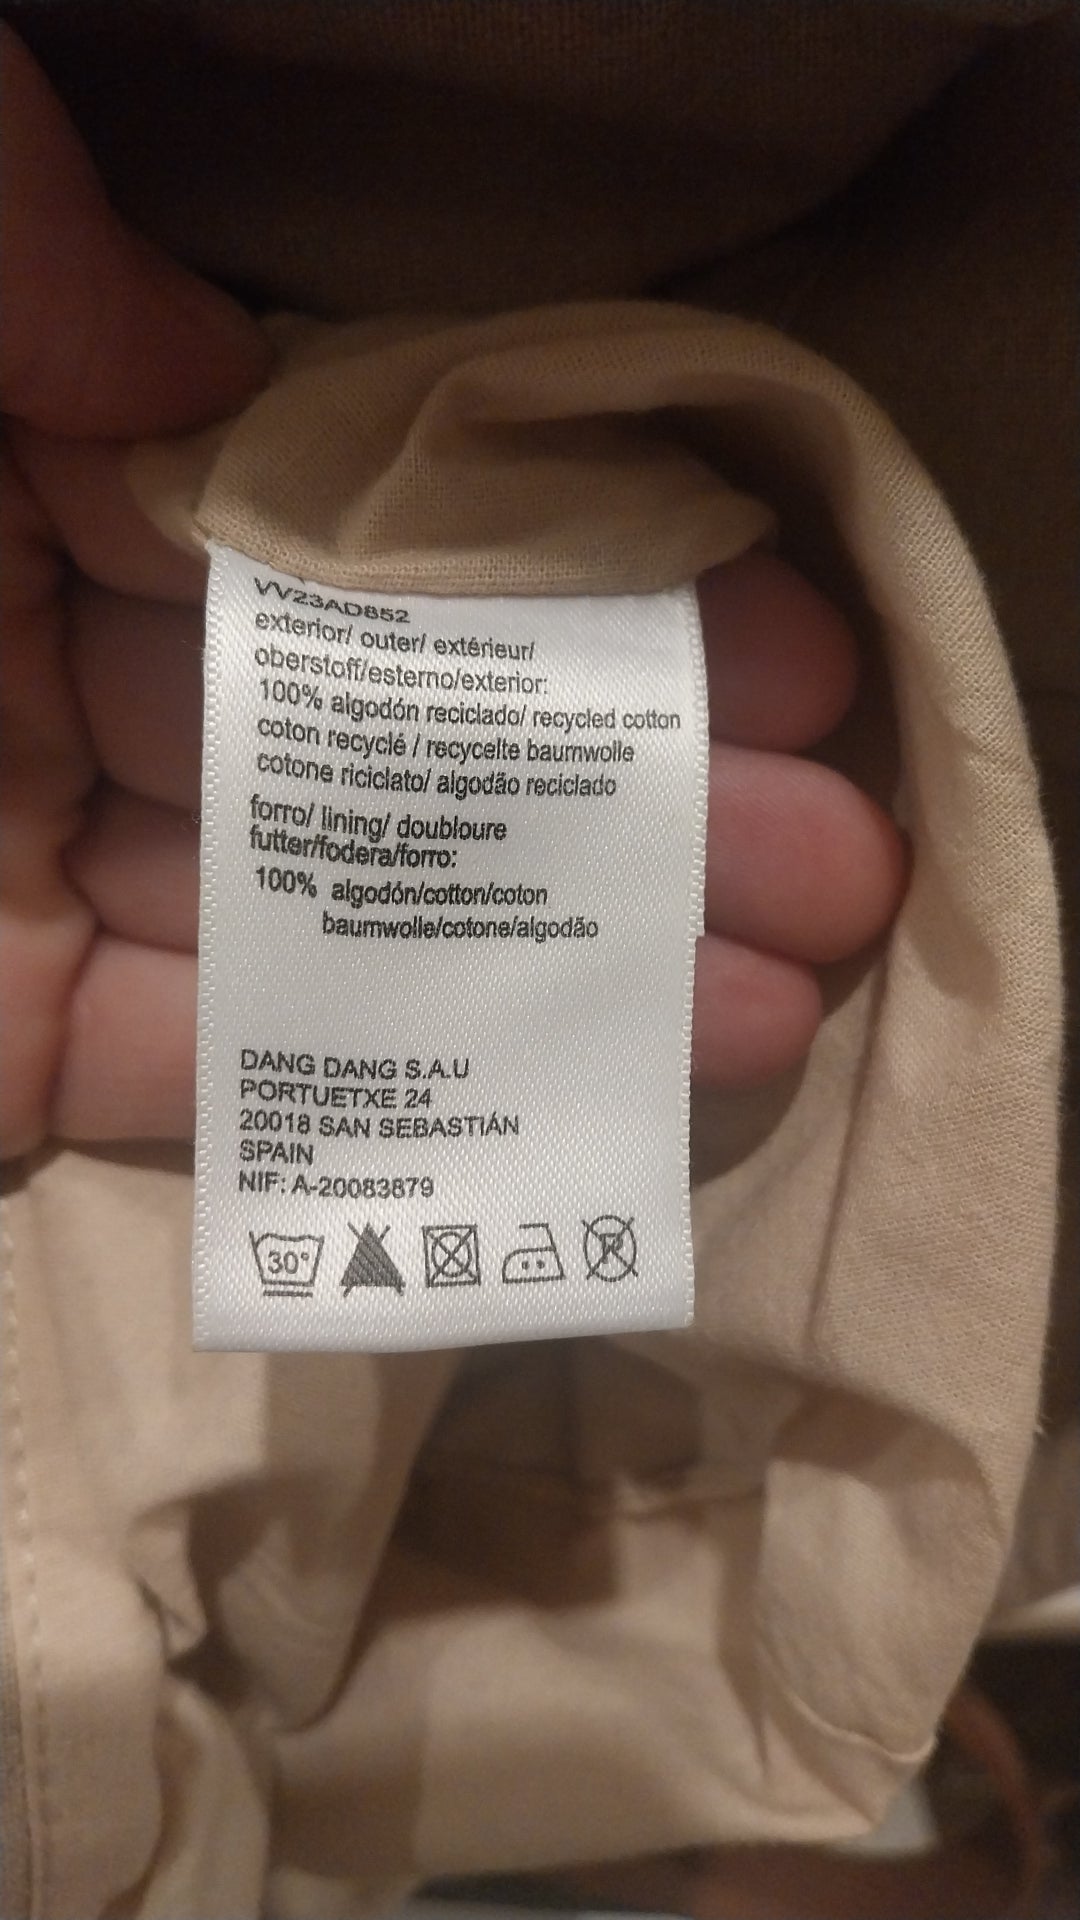 VV23AD852
exterior/ outer/ extérieur/
oberstoff/esterno/exterior:
100% algodón reciclado/ recycled cotton
coton recyclé / recycelte baumwolle
cotone riciclato/ algodão reciclado
forro/ lining/ doubloure
futter/fodera/forro:
100% algodón/cotton/coton
baumwolle/cotone/algodão
DANG DANG S.A.U
PORTUETXE 24
20018 SAN SEBASTIÁN
SPAIN
NIF: A-20083879
30° P